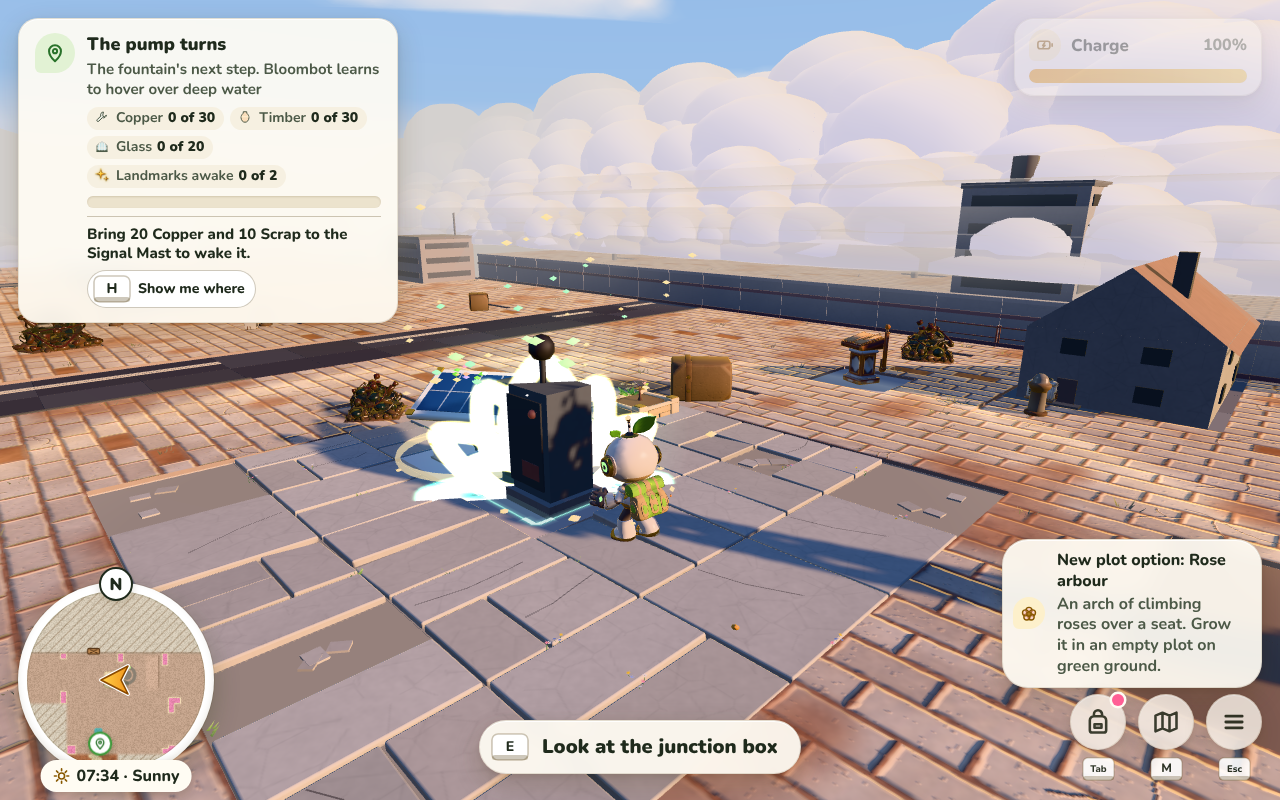 The pump turns
The fountain's next step. Bloombot learns
to hover over deep water
Copper 0 of 30 Timber 0 of 30
Glass 0 of 20
Landmarks awake 0 of 2
Bring 20 Copper and 10 Scrap to the
Signal Mast to wake it.
H Show me where
Charge 100%
N
07:34 · Sunny
E Look at the junction box
New plot option: Rose
arbour
An arch of climbing
roses over a seat. Grow
it in an empty plot on
green ground.
Tab M Esc